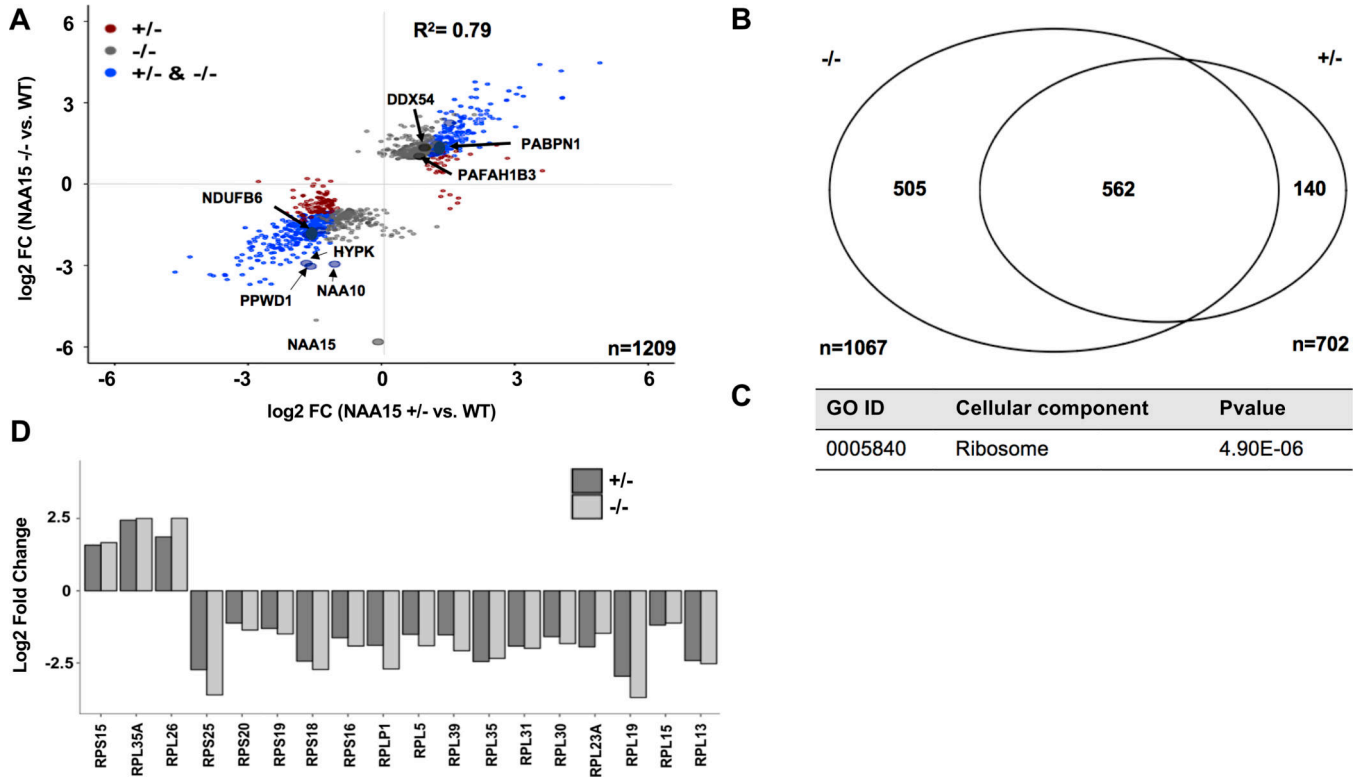 A
6
3
0
−3
−6
log2 FC (NAA15 -/- vs. WT)
+/-
-/-
+/- & -/-
R²= 0.79
DDX54
PABPN1
PAFAH1B3
NDUFB6
HYPK
PPWD1
NAA10
NAA15
n=1209
−6 −3 0 3 6
log2 FC (NAA15 +/- vs. WT)
B
-/-
+/-
505
562
140
n=1067
n=702
C
GO ID Cellular component Pvalue
0005840 Ribosome 4.90E-06
D
Log2 Fold Change
2.5
0
-2.5
+/-
-/-
RPS15
RPL35A
RPL26
RPS25
RPS20
RPS19
RPS18
RPS16
RPLP1
RPL5
RPL39
RPL35
RPL31
RPL30
RPL23A
RPL19
RPL15
RPL13